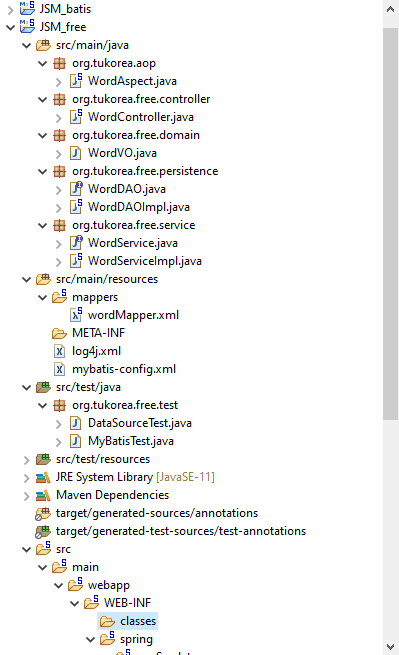 JSM_batis
JSM_free
src/main/java
org.tukorea.aop
WordAspect.java
org.tukorea.free.controller
WordController.java
org.tukorea.free.domain
WordVO.java
org.tukorea.free.persistence
WordDAO.java
WordDAOImpl.java
org.tukorea.free.service
WordService.java
WordServiceImpl.java
src/main/resources
mappers
wordMapper.xml
META-INF
log4j.xml
mybatis-config.xml
src/test/java
org.tukorea.free.test
DataSourceTest.java
MyBatisTest.java
src/test/resources
JRE System Library [JavaSE-11]
Maven Dependencies
target/generated-sources/annotations
target/generated-test-sources/test-annotations
src
main
webapp
WEB-INF
classes
spring